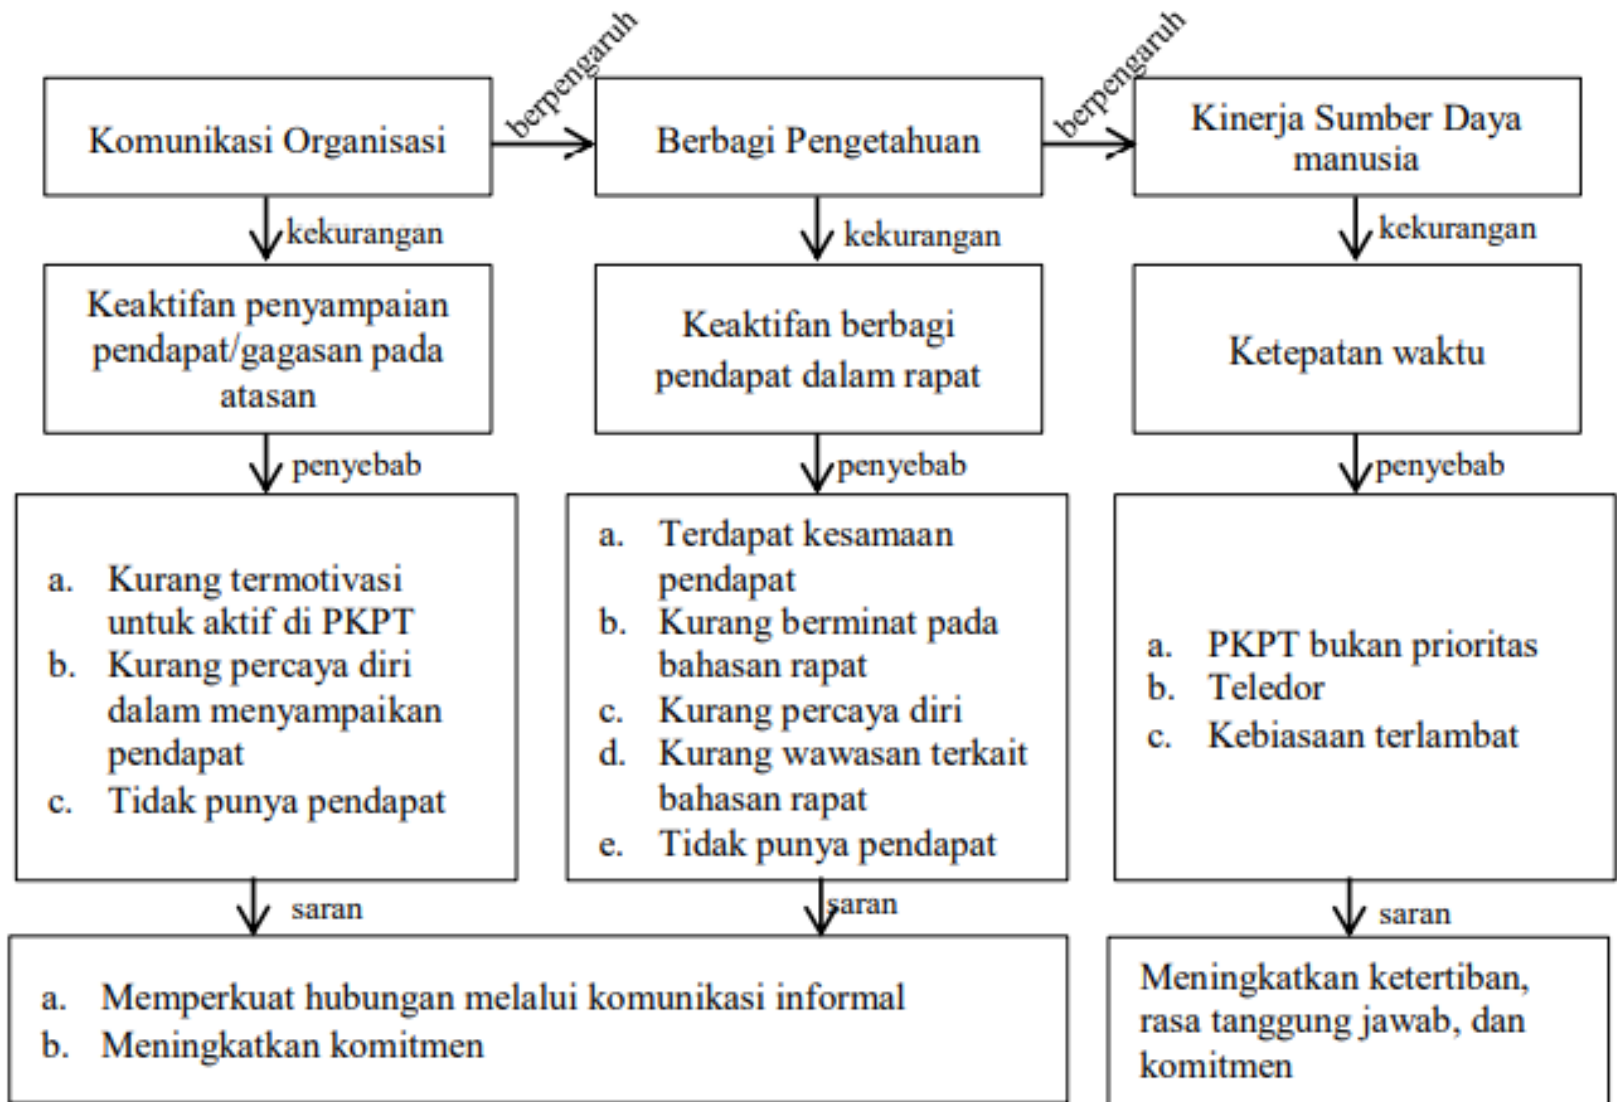 berpengaruh
berpengaruh
Komunikasi Organisasi
Berbagi Pengetahuan
Kinerja Sumber Daya
manusia
kekurangan
kekurangan
kekurangan
Keaktifan penyampaian
pendapat/gagasan pada
atasan
Keaktifan berbagi
pendapat dalam rapat
Ketepatan waktu
penyebab
penyebab
penyebab
a. Kurang termotivasi
untuk aktif di PKPT
b. Kurang percaya diri
dalam menyampaikan
pendapat
c. Tidak punya pendapat
a. Terdapat kesamaan
pendapat
b. Kurang berminat pada
bahasan rapat
c. Kurang percaya diri
d. Kurang wawasan terkait
bahasan rapat
e. Tidak punya pendapat
a. PKPT bukan prioritas
b. Teledor
c. Kebiasaan terlambat
saran
saran
saran
a. Memperkuat hubungan melalui komunikasi informal
b. Meningkatkan komitmen
Meningkatkan ketertiban,
rasa tanggung jawab, dan
komitmen